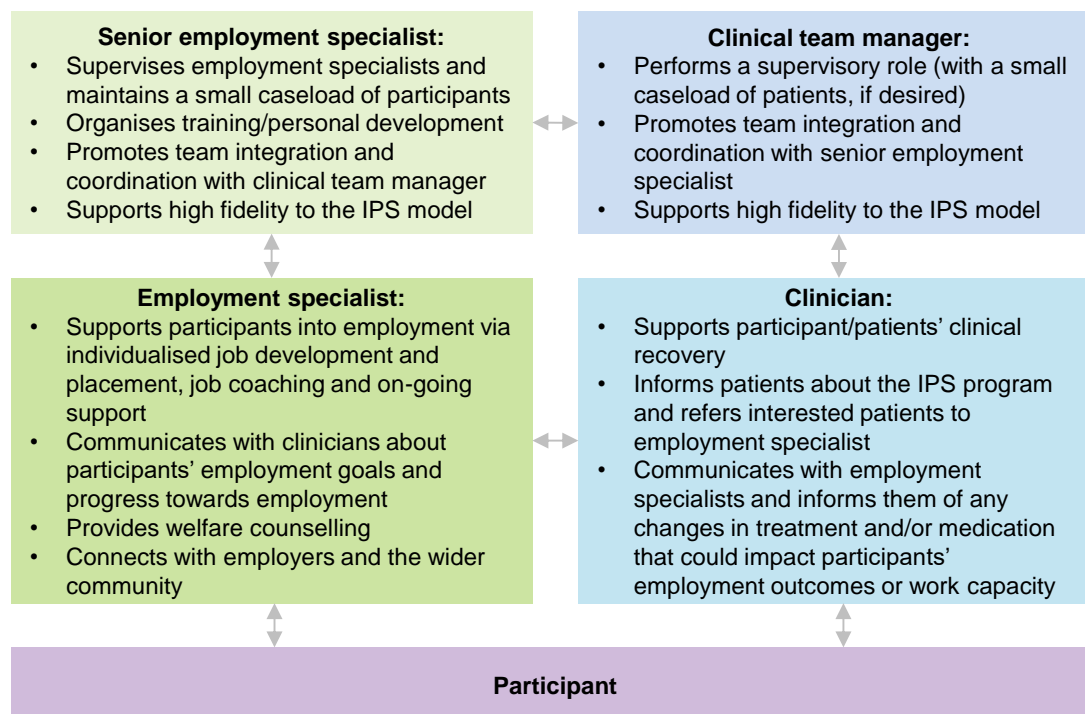 Senior employment specialist:
• Supervises employment specialists and
maintains a small caseload of participants
• Organises training/personal development
• Promotes team integration and
coordination with clinical team manager
• Supports high fidelity to the IPS model
Clinical team manager:
• Performs a supervisory role (with a small
caseload of patients, if desired)
• Promotes team integration and
coordination with senior employment
specialist
• Supports high fidelity to the IPS model
Employment specialist:
• Supports participants into employment via
individualised job development and
placement, job coaching and on-going
support
• Communicates with clinicians about
participants’ employment goals and
progress towards employment
• Provides welfare counselling
• Connects with employers and the wider
community
Clinician:
• Supports participant/patients’ clinical
recovery
• Informs patients about the IPS program
and refers interested patients to
employment specialist
• Communicates with employment
specialists and informs them of any
changes in treatment and/or medication
that could impact participants’
employment outcomes or work capacity
Participant